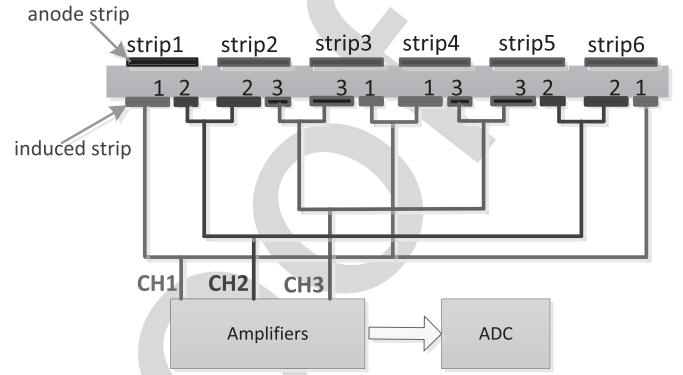 anode strip
strip1 strip2 strip3 strip4 strip5 strip6
1 2 2 3 3 1 1 3 3 2 2 1
induced strip
CH1 CH2 CH3
Amplifiers ADC